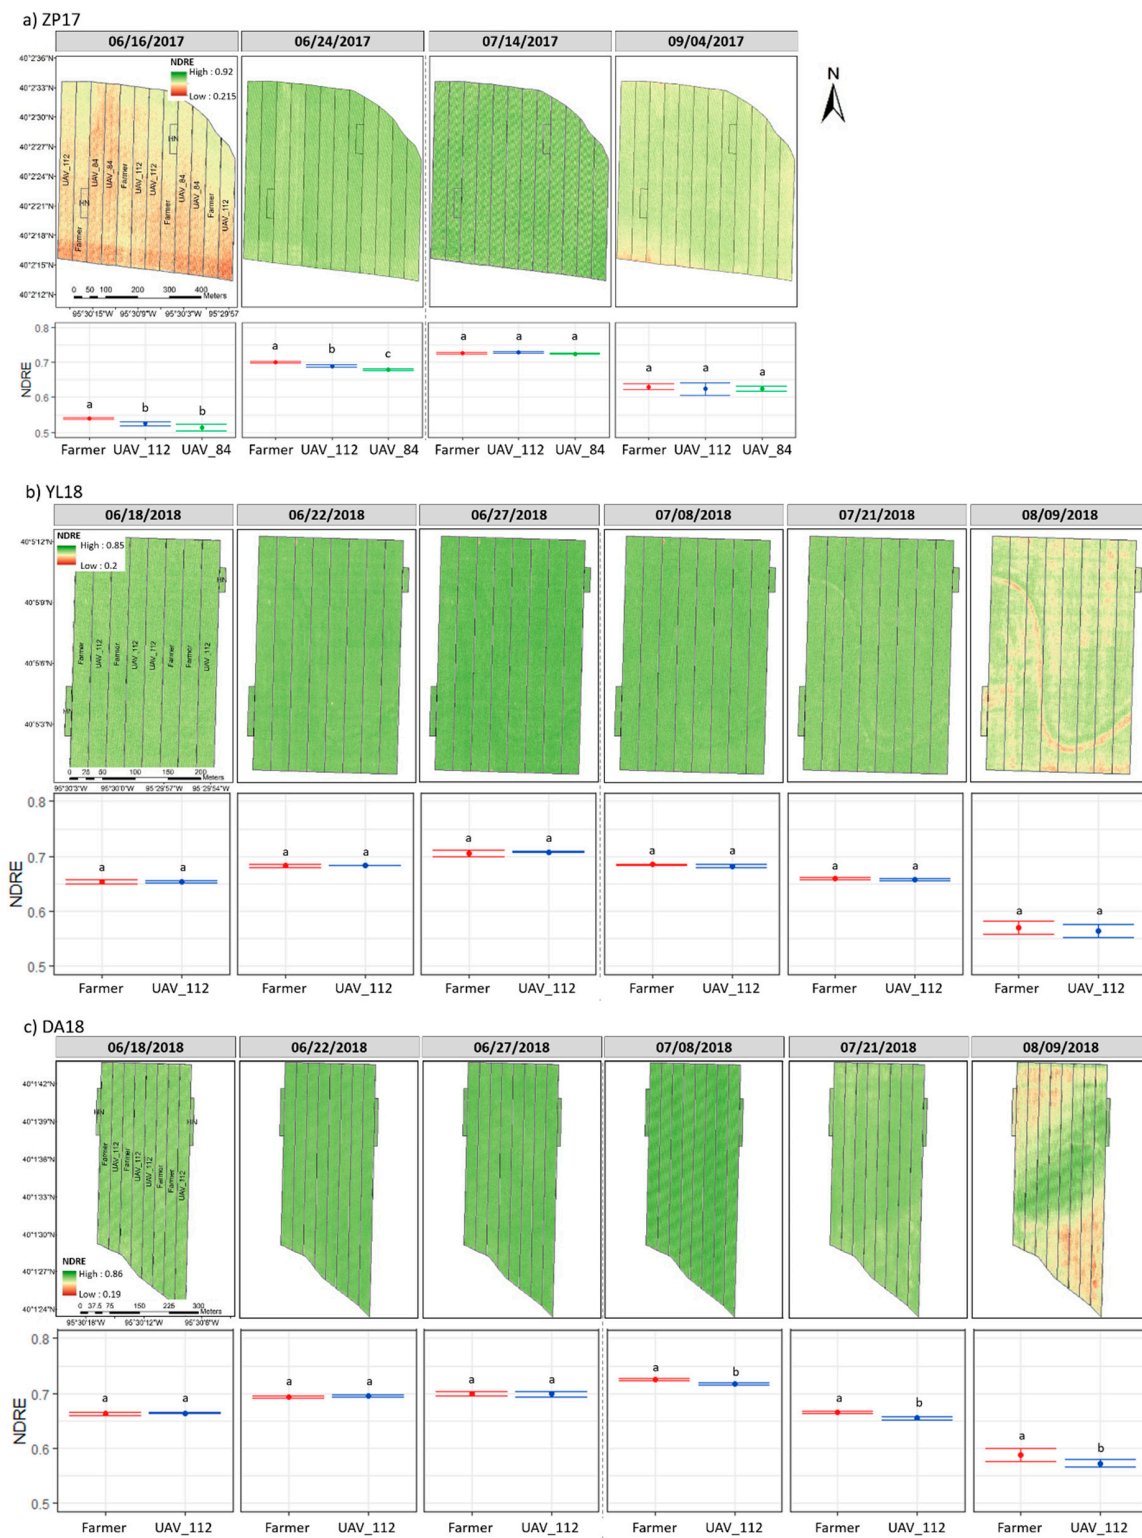 a) ZP17
06/16/2017 06/24/2017 07/14/2017 09/04/2017
40°2'36"N
NDRE
High : 0.92
Low : 0.215
N
40°2'33"N
40°2'30"N
40°2'27"N
40°2'24"N
40°2'21"N
40°2'18"N
40°2'15"N
40°2'12"N
HN
HN
UAV_112 Farmer UAV_84 UAV_84 Farmer UAV_112 UAV_112 Farmer UAV_84 UAV_84 Farmer UAV_112
0 50 100 200 300 400 Meters
95°30'15"W 95°30'9"W 95°30'3"W 95°29'57
NDRE
0.8
0.7
0.6
0.5
a b b a b c a a a a a a
Farmer UAV_112 UAV_84 Farmer UAV_112 UAV_84 Farmer UAV_112 UAV_84 Farmer UAV_112 UAV_84
b) YL18
06/18/2018 06/22/2018 06/27/2018 07/08/2018 07/21/2018 08/09/2018
NDRE
High : 0.85
Low : 0.2
40°5'12"N
40°5'9"N
40°5'6"N
40°5'3"N
HN
HN
Farmer UAV_112 Farmer UAV_112 UAV_112 Farmer Farmer UAV_112
0 25 50 100 150 200 Meters
95°30'3"W 95°30'0"W 95°29'57"W 95°29'54"W
NDRE
0.8
0.7
0.6
0.5
a a a a a a a a a a a a
Farmer UAV_112 Farmer UAV_112 Farmer UAV_112 Farmer UAV_112 Farmer UAV_112 Farmer UAV_112
c) DA18
06/18/2018 06/22/2018 06/27/2018 07/08/2018 07/21/2018 08/09/2018
40°1'42"N
40°1'39"N
40°1'36"N
40°1'33"N
40°1'30"N
40°1'27"N
40°1'24"N
HN
HN
Farmer UAV_112 Farmer UAV_112 UAV_112 Farmer Farmer UAV_112
NDRE
High : 0.86
Low : 0.19
0 37.5 75 150 225 300 Meters
95°30'16"W 95°30'12"W 95°30'8"W
NDRE
0.8
0.7
0.6
0.5
a a a a a a a b a b a b
Farmer UAV_112 Farmer UAV_112 Farmer UAV_112 Farmer UAV_112 Farmer UAV_112 Farmer UAV_112